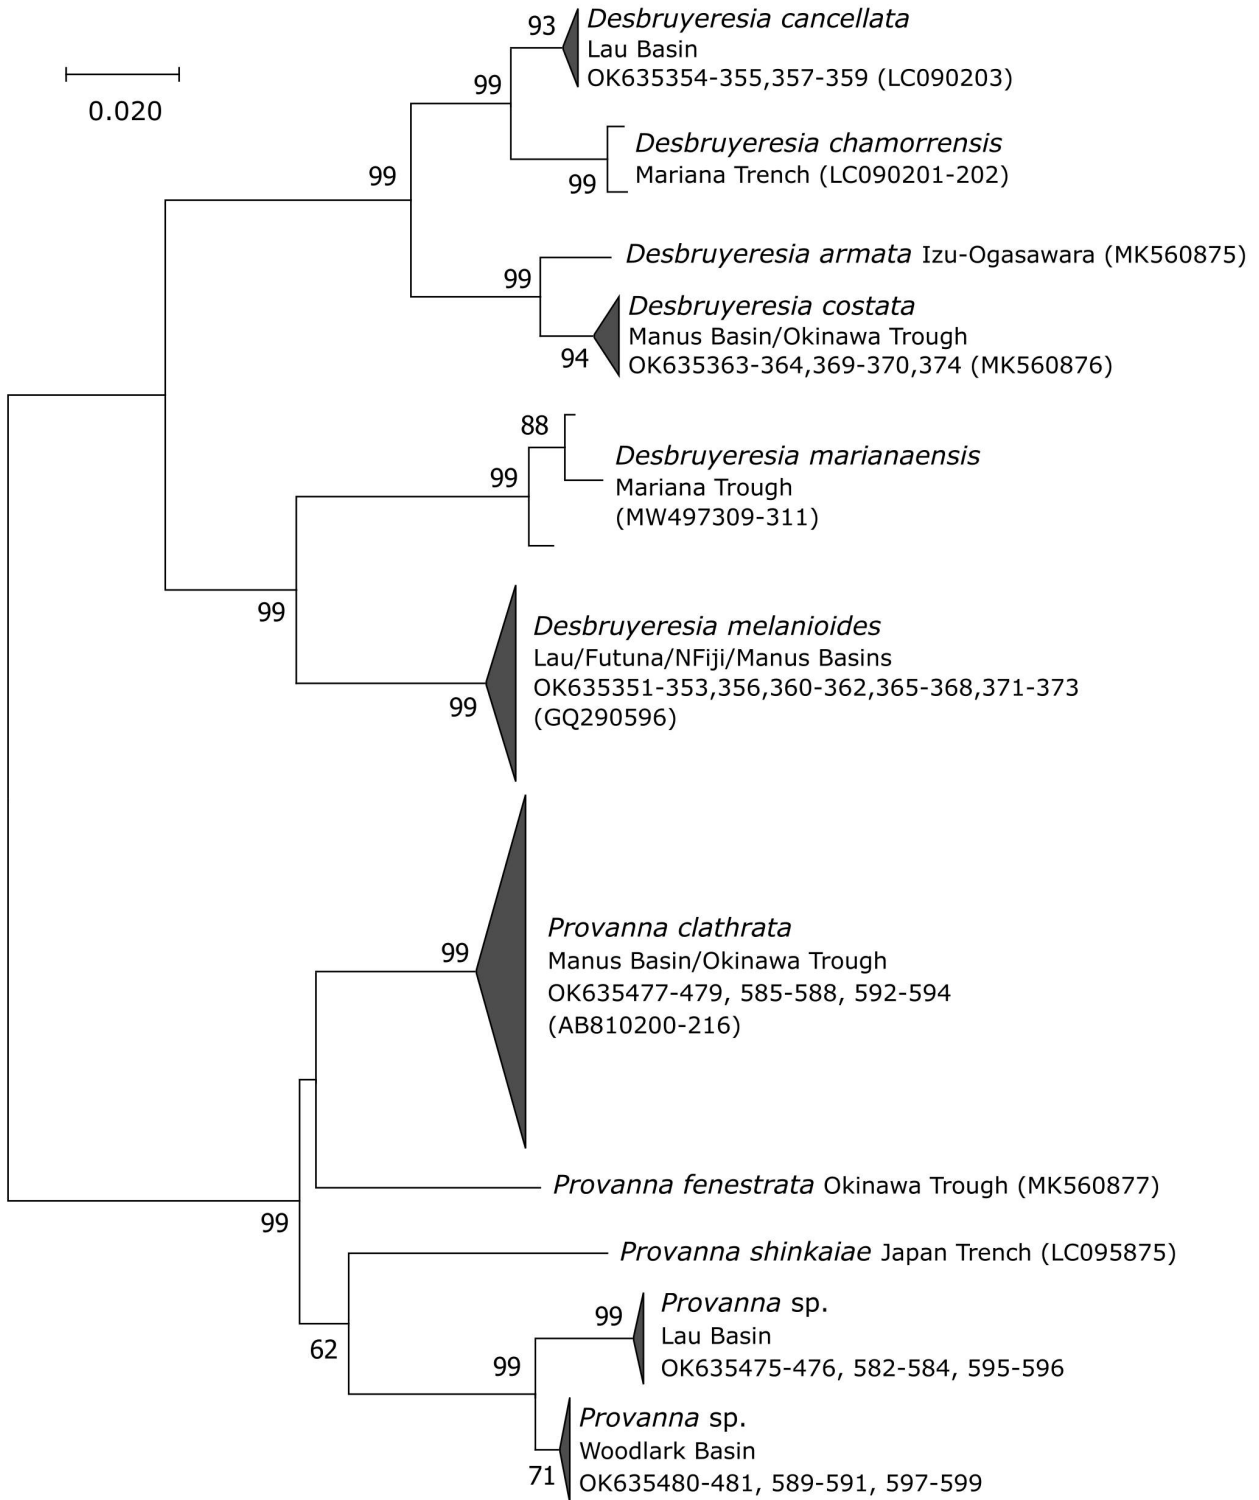 0.020
93
Desbruyeresia cancellata
Lau Basin
OK635354-355,357-359 (LC090203)
99
Desbruyeresia chamorrensis
Mariana Trench (LC090201-202)
99
99
Desbruyeresia armata Izu-Ogasawara (MK560875)
99
Desbruyeresia costata
Manus Basin/Okinawa Trough
OK635363-364,369-370,374 (MK560876)
94
88
Desbruyeresia marianaensis
Mariana Trough
(MW497309-311)
99
99
Desbruyeresia melanioides
Lau/Futuna/NFiji/Manus Basins
OK635351-353,356,360-362,365-368,371-373
(GQ290596)
99
99
Provanna clathrata
Manus Basin/Okinawa Trough
OK635477-479, 585-588, 592-594
(AB810200-216)
Provanna fenestrata Okinawa Trough (MK560877)
99
Provanna shinkaiae Japan Trench (LC095875)
62
99
Provanna sp.
Lau Basin
OK635475-476, 582-584, 595-596
99
Provanna sp.
Woodlark Basin
OK635480-481, 589-591, 597-599
71